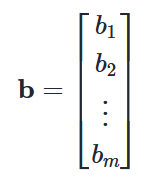 b = [b₁
b₂
⋮
bₘ]